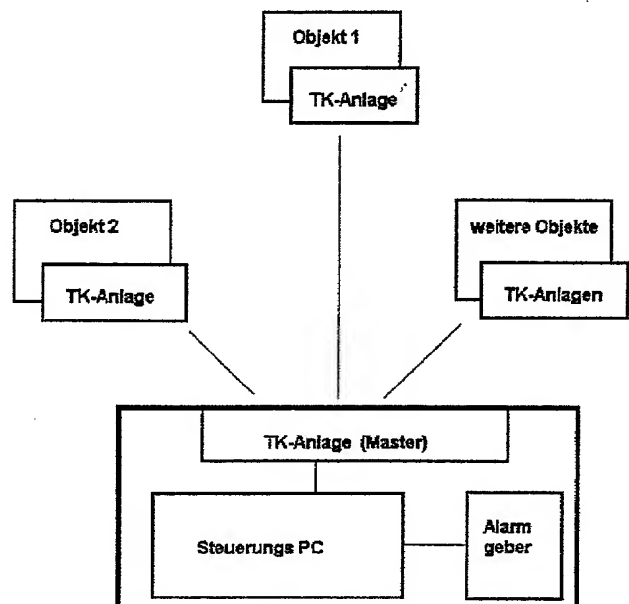 Objekt 1
TK-Anlage
Objekt 2
TK-Anlage
weitere Objekte
TK-Anlagen
TK-Anlage (Master)
Steuerungs PC
Alarm
geber